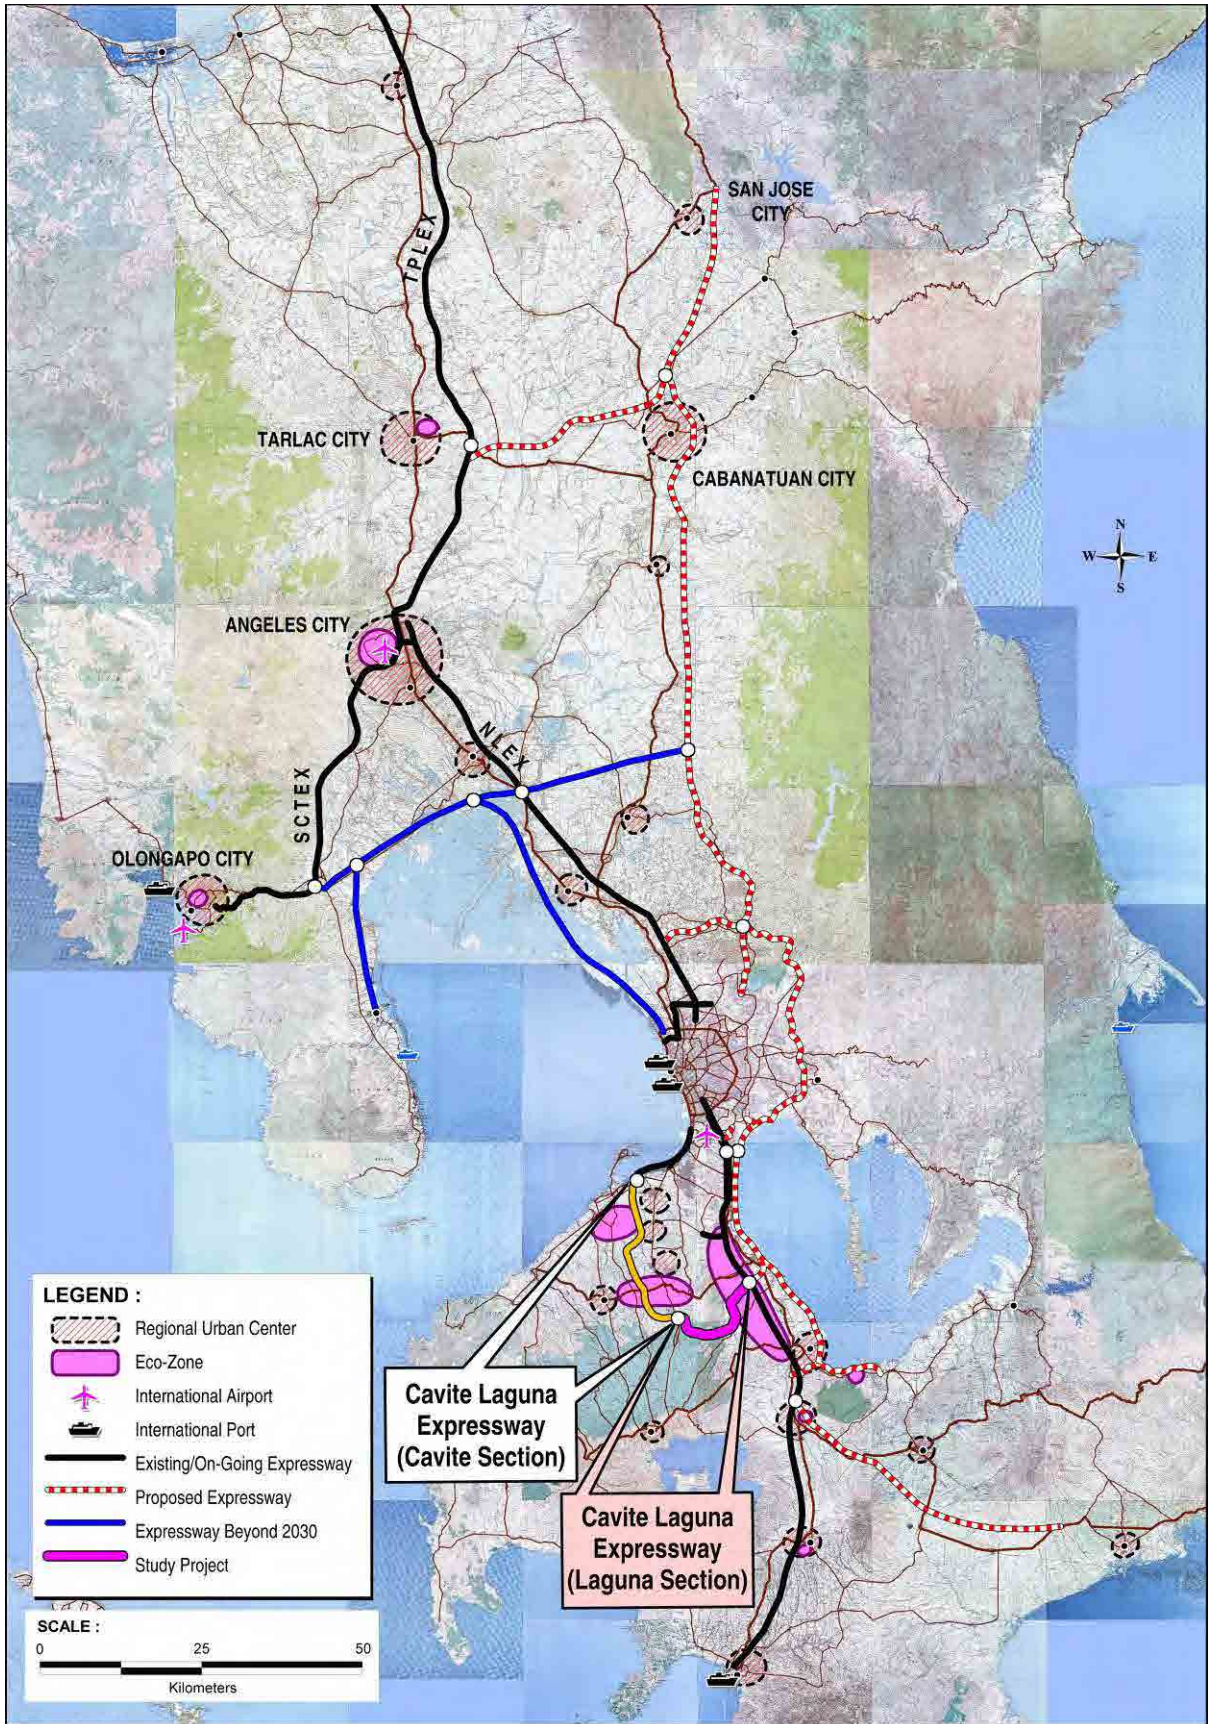 SAN JOSE
CITY
TPLEX
TARLAC CITY
CABANATUAN CITY
N
W
E
S
ANGELES CITY
NLEX
SCTEX
OLONGAPO CITY
LEGEND :
Regional Urban Center
Eco-Zone
International Airport
International Port
Existing/On-Going Expressway
Proposed Expressway
Expressway Beyond 2030
Study Project
Cavite Laguna
Expressway
(Cavite Section)
Cavite Laguna
Expressway
(Laguna Section)
SCALE :
0 25 50
Kilometers